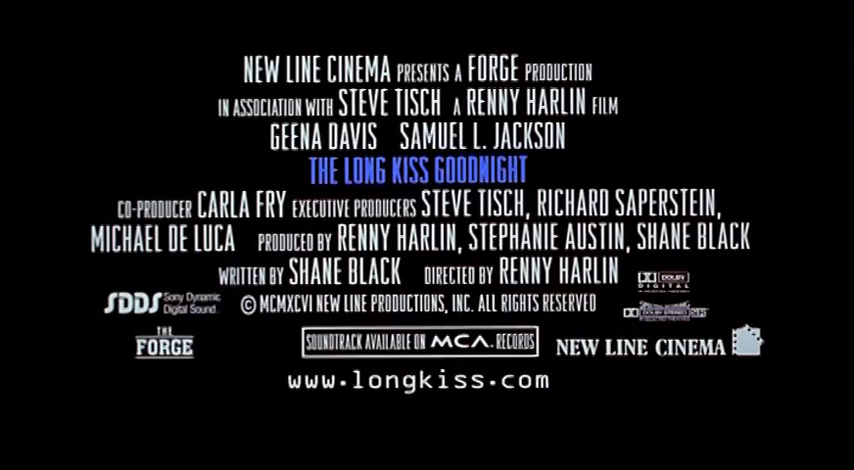 NEW LINE CINEMA PRESENTS A FORGE PRODUCTION
IN ASSOCIATION WITH STEVE TISCH A RENNY HARLIN FILM
GEENA DAVIS SAMUEL L. JACKSON
THE LONG KISS GOODNIGHT
CO-PRODUCER CARLA FRY EXECUTIVE PRODUCERS STEVE TISCH, RICHARD SAPERSTEIN,
MICHAEL DE LUCA PRODUCED BY RENNY HARLIN, STEPHANIE AUSTIN, SHANE BLACK
WRITTEN BY SHANE BLACK DIRECTED BY RENNY HARLIN
DOLBY
DIGITAL
SDDS Sony Dynamic
Digital Sound
© MCMXCVI NEW LINE PRODUCTIONS, INC. ALL RIGHTS RESERVED
DOLBY STEREO SR
THE
FORGE
SOUNDTRACK AVAILABLE ON MCA RECORDS
NEW LINE CINEMA
www.longkiss.com